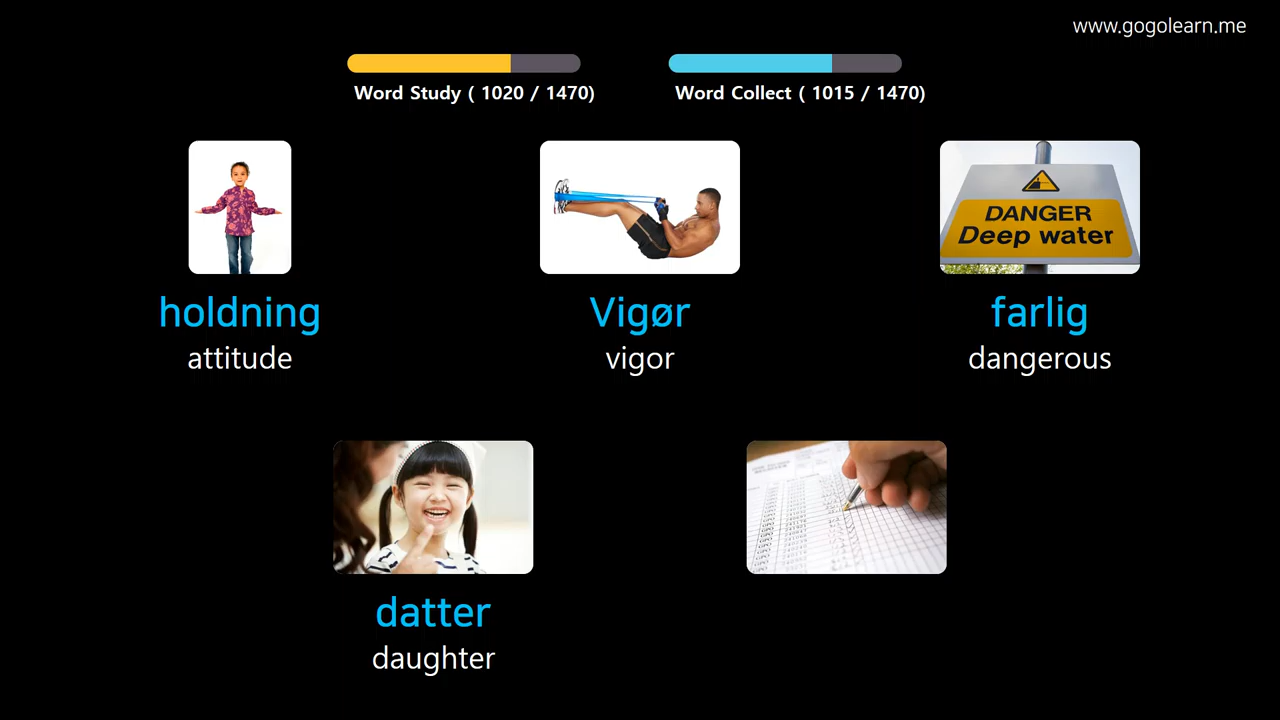 www.gogolearn.me
Word Study ( 1020 / 1470)
Word Collect ( 1015 / 1470)
DANGER
Deep water
holdning
attitude
Vigør
vigor
farlig
dangerous
datter
daughter